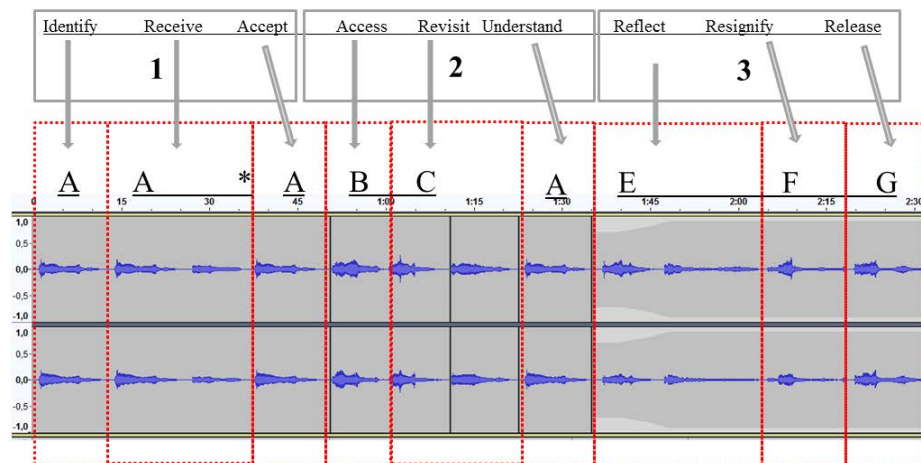 Identify Receive Accept Access Revisit Understand Reflect Resignify Release
1 2 3
A A * A B C A E F G
0 15 30 45 1:00 1:15 1:30 1:45 2:00 2:15 2:30
1,0
0,5-
0,0-
-0,5-
-1,0
1,0
0,5-
0,0-
-0,5-
-1,0